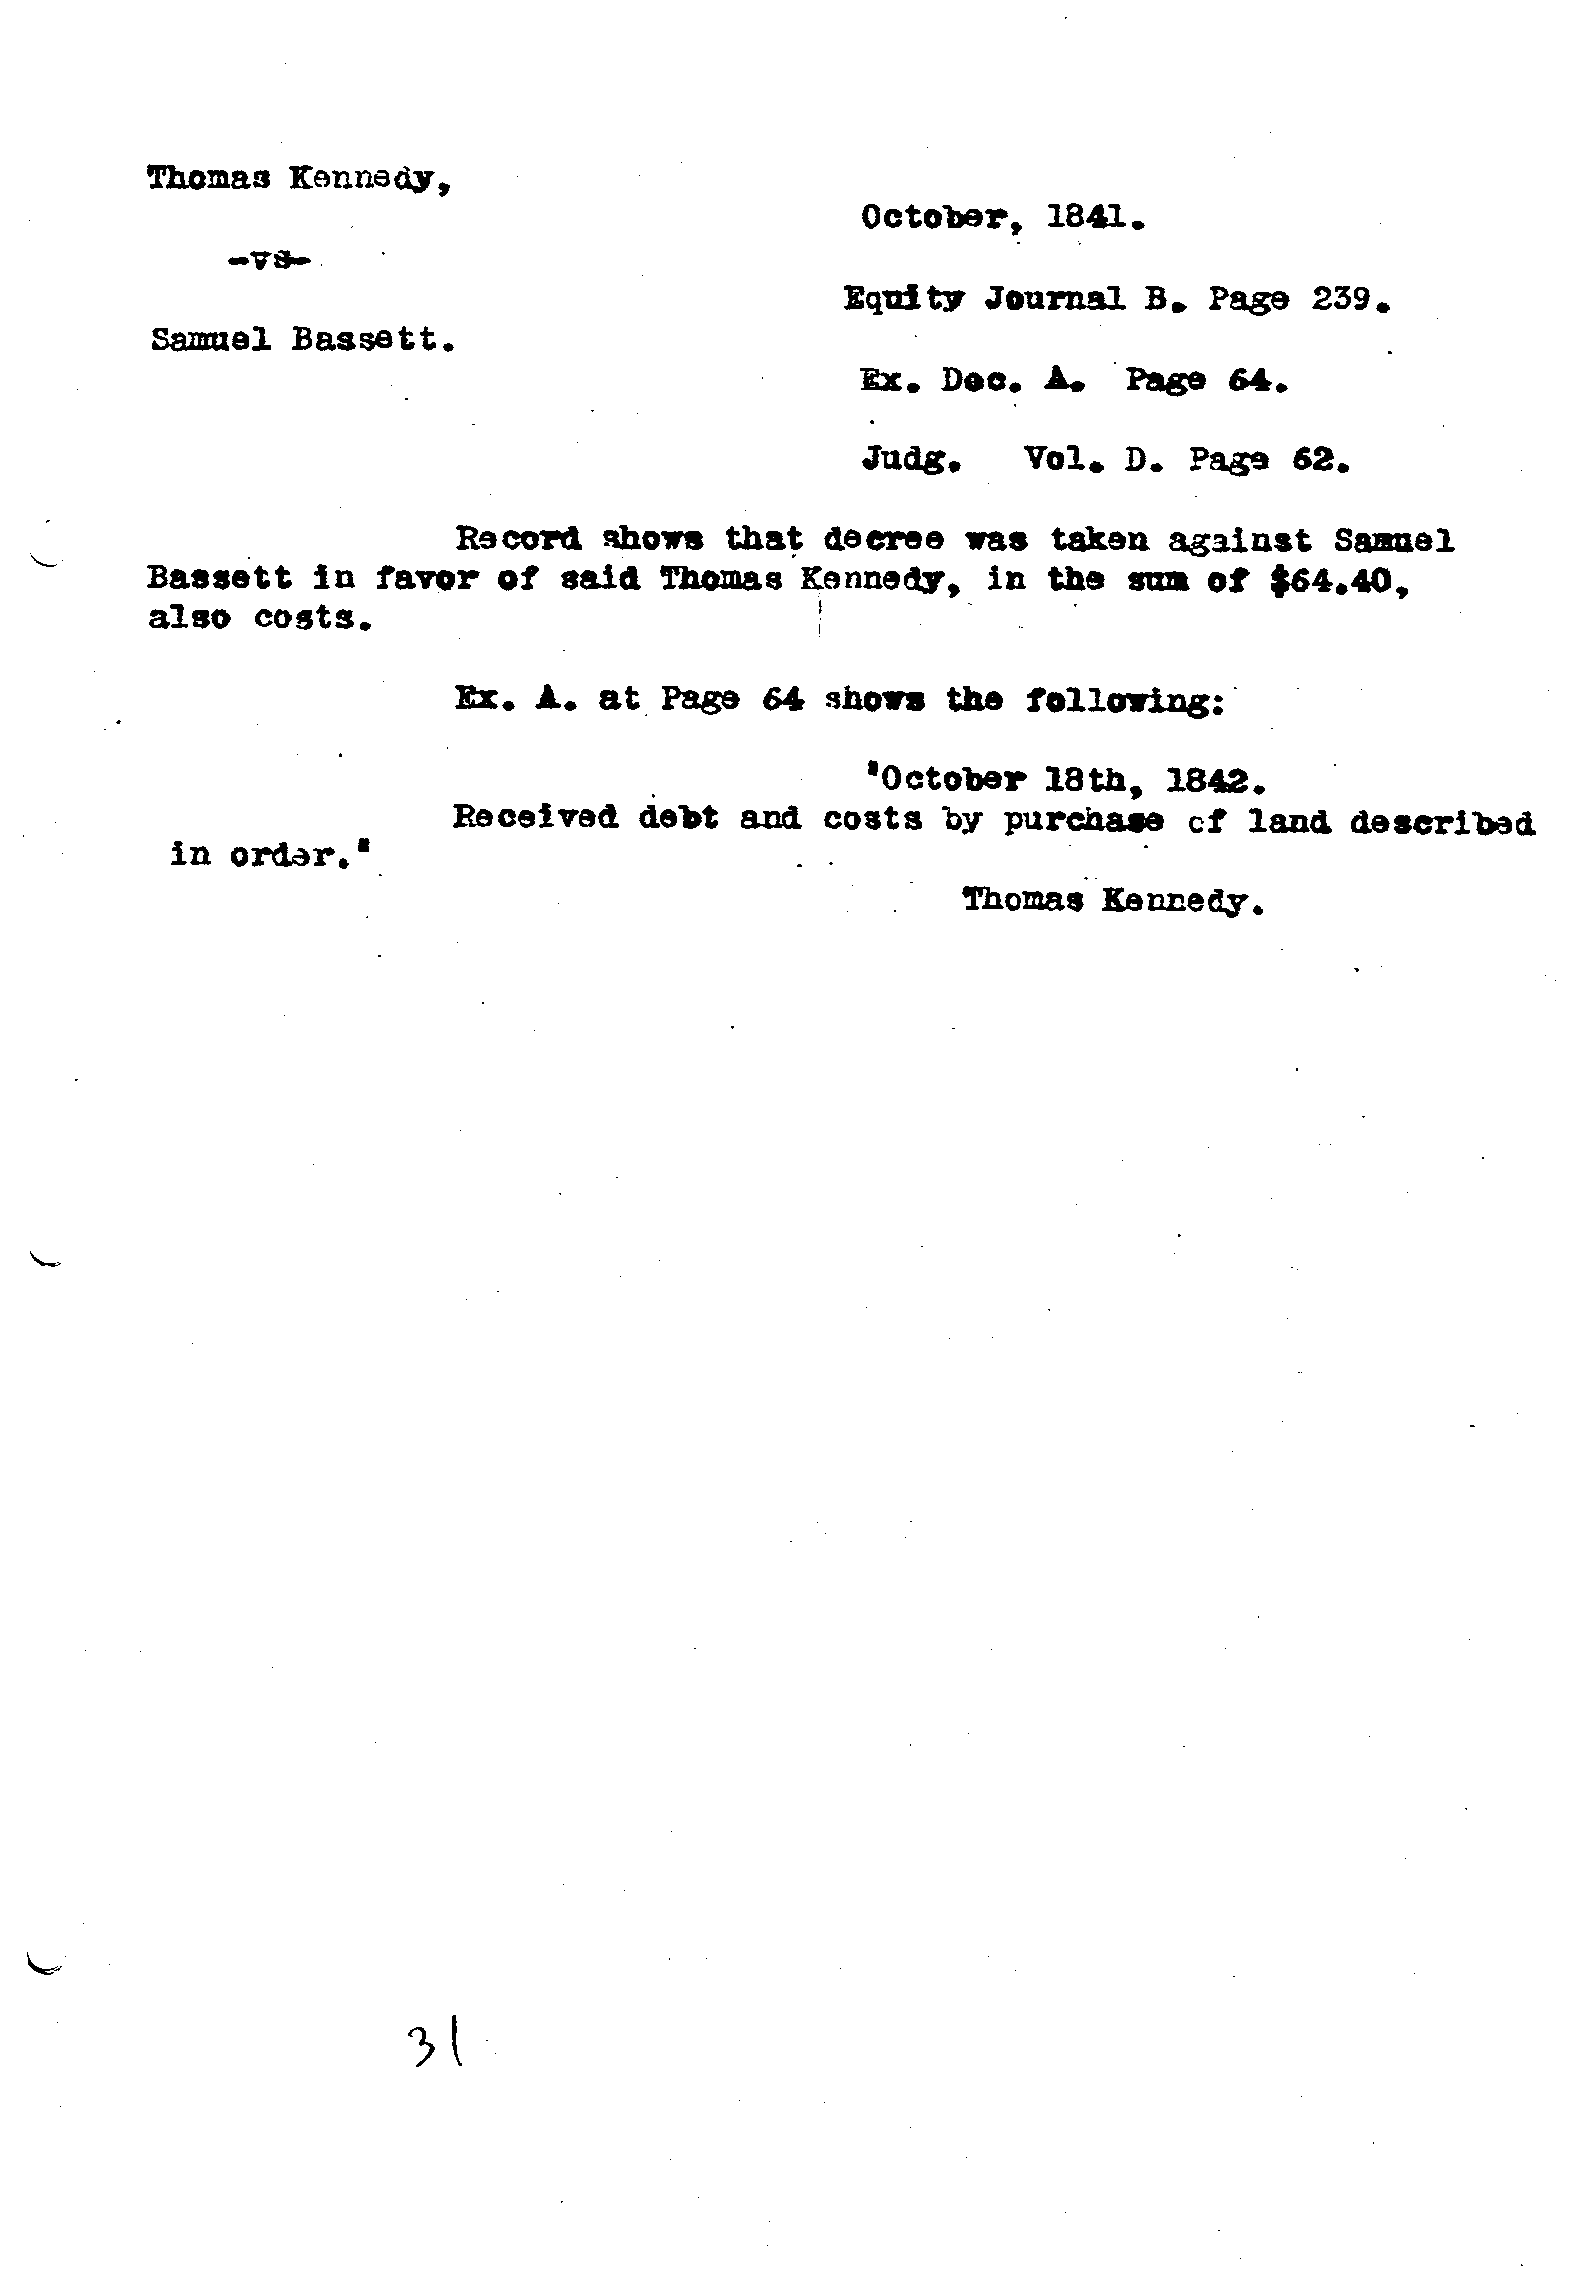 Thomas Kennedy,
October, 1841.
-vs-
Equity Journal B. Page 239.
Samuel Bassett.
Ex. Dec. A. Page 64.
Judg. Vol. D. Page 62.
Record shows that decree was taken against Samuel
Bassett in favor of said Thomas Kennedy, in the sum of $64.40,
also costs.
Ex. A. at Page 64 shows the following:
"October 18th, 1842.
Received debt and costs by purchase of land described
in order."
Thomas Kennedy.
31